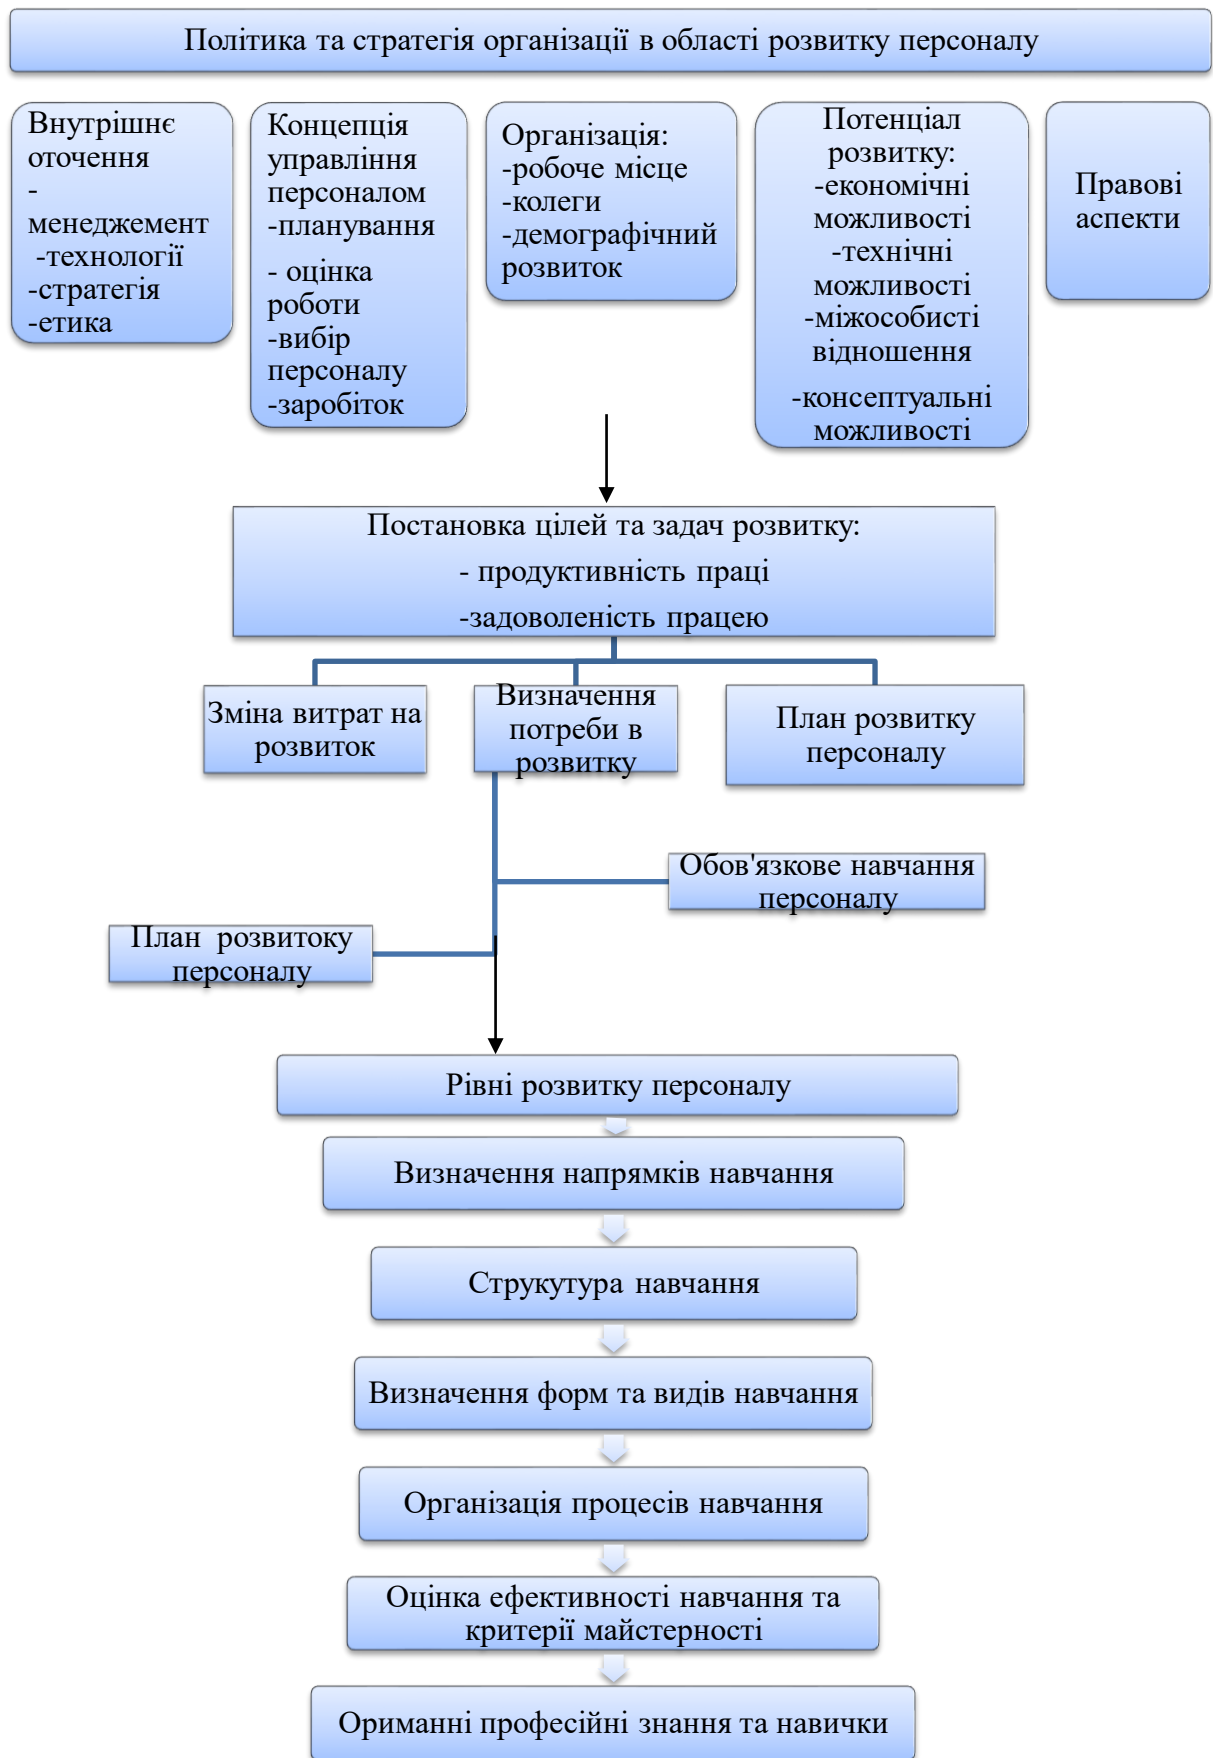 Політика та стратегія організації в області розвитку персоналу
Внутрішнє
оточення
-
менеджемент
-технології
-стратегія
-етика
Концепція
управління
персоналом
-планування
- оцінка
роботи
-вибір
персоналу
-заробіток
Організація:
-робоче місце
-колеги
-демографічний
розвиток
Потенціал
розвитку:
-економічні
можливості
-технічні
можливості
-міжособисті
відношення
-консептуальні
можливості
Правові
аспекти
Постановка цілей та задач розвитку:
- продуктивність праці
-задоволеність працею
Зміна витрат на
розвиток
Визначення
потреби в
розвитку
План розвитку
персоналу
Обов'язкове навчання
персоналу
План розвитоку
персоналу
Рівні розвитку персоналу
Визначення напрямків навчання
Струкутура навчання
Визначення форм та видів навчання
Організація процесів навчання
Оцінка ефективності навчання та
критерії майстерності
Ориманні професійні знання та навички